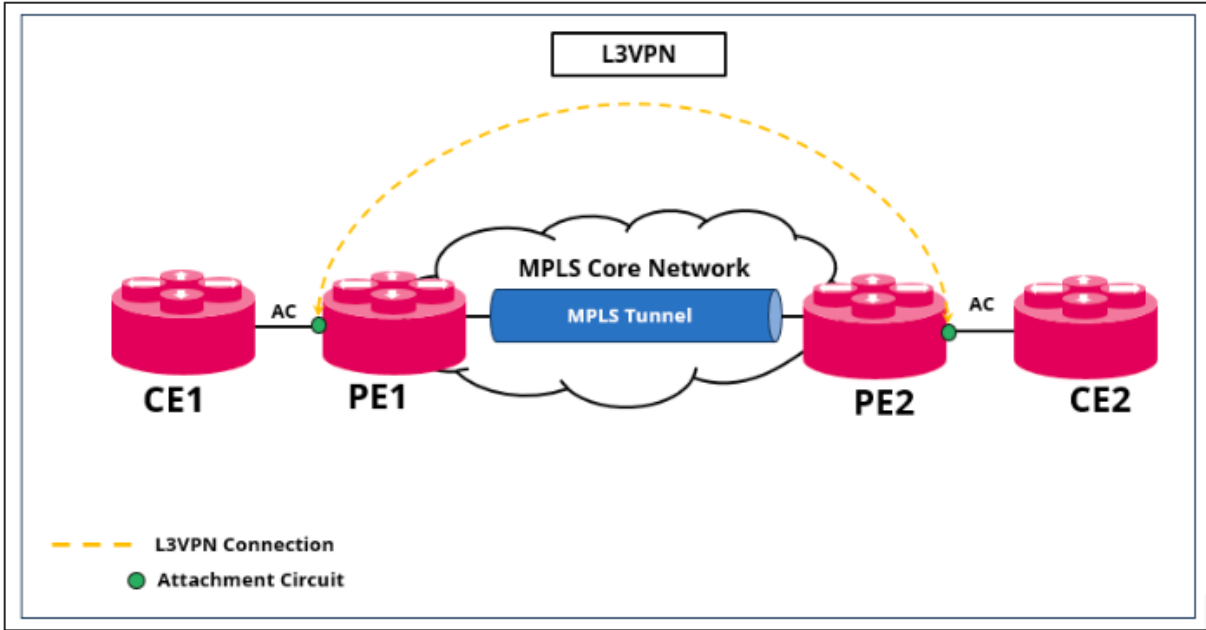 L3VPN
MPLS Core Network
MPLS Tunnel
AC
AC
CE1
PE1
PE2
CE2
L3VPN Connection
Attachment Circuit